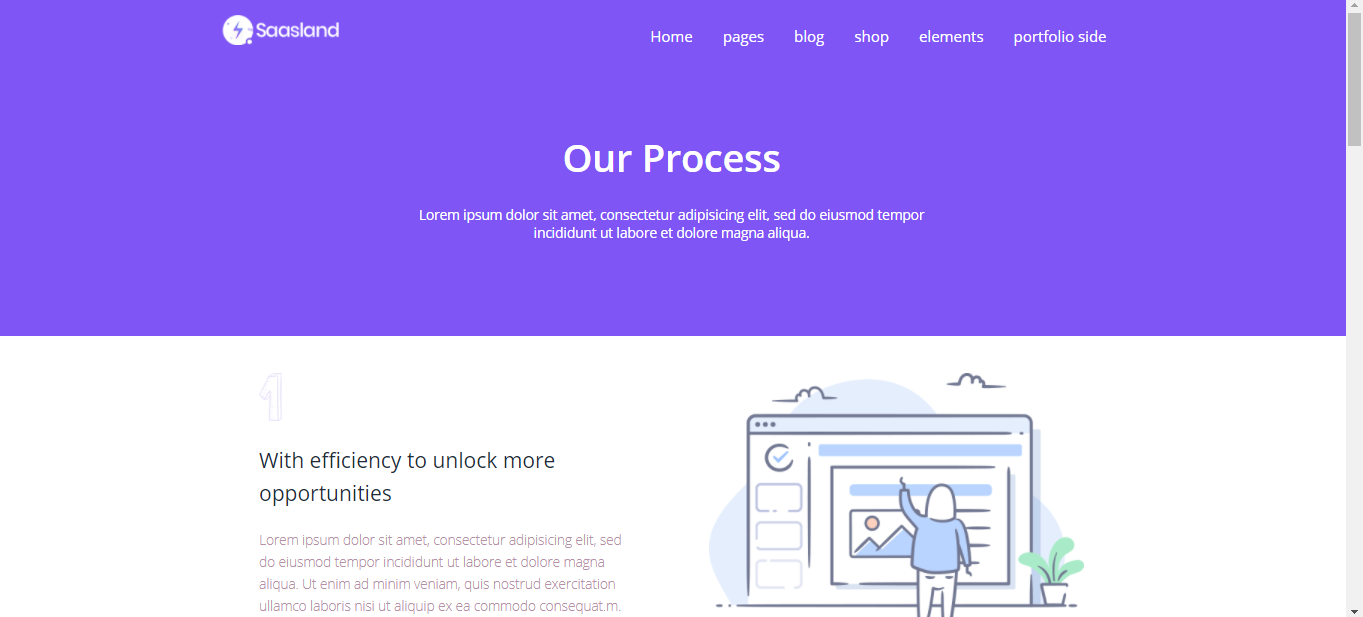 Saasland
Home pages blog shop elements portfolio side
Our Process
Lorem ipsum dolor sit amet, consectetur adipisicing elit, sed do eiusmod tempor
incididunt ut labore et dolore magna aliqua.
1
With efficiency to unlock more
opportunities
Lorem ipsum dolor sit amet, consectetur adipisicing elit, sed
do eiusmod tempor incididunt ut labore et dolore magna
aliqua. Ut enim ad minim veniam, quis nostrud exercitation
ullamco laboris nisi ut aliquip ex ea commodo consequat.m.